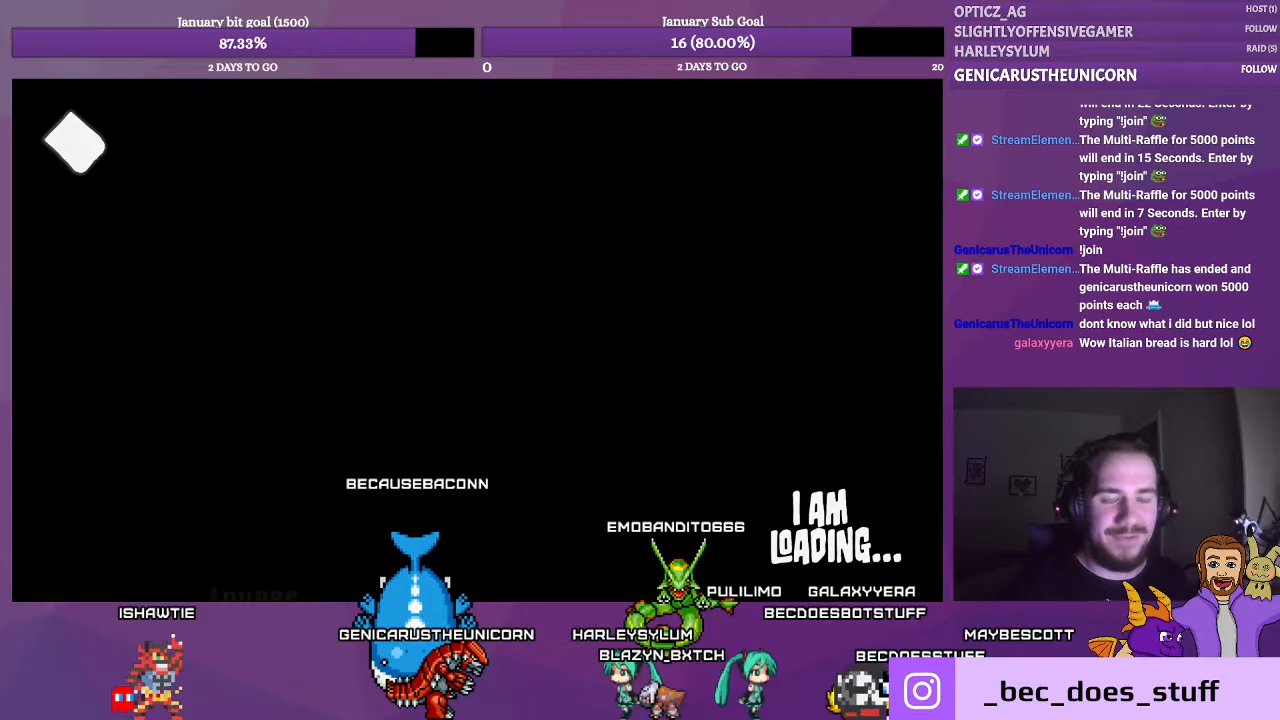 January bit goal (1500)
87.33%
2 DAYS TO GO
January Sub Goal
16 (80.00%)
0
2 DAYS TO GO
20
OPTICZ_AG HOST (1)
SLIGHTLYOFFENSIVEGAMER FOLLOW
HARLEYSYLUM RAID (5)
GENICARUSTHEUNICORN FOLLOW
will end in 22 Seconds. Enter by
typing "!join"
StreamElemen... The Multi-Raffle for 5000 points
will end in 15 Seconds. Enter by
typing "!join"
StreamElemen... The Multi-Raffle for 5000 points
will end in 7 Seconds. Enter by
typing "!join"
GenIcarusTheUnicorn !join
StreamElemen... The Multi-Raffle has ended and
genicarustheunicorn won 5000
points each
GenIcarusTheUnicorn dont know what i did but nice lol
galaxyyera Wow Italian bread is hard lol
BECAUSEBACONN
EMOBANDITO666
I AM
LOADING...
Lounge
PULILIMO
GALAXYYERA
ISHAWTIE
BECDOESBOTSTUFF
GENICARUSTHEUNICORN
HARLEYSYLUM
MAYBESCOTT
BLAZYN_BXTCH
BECDOESSTUFF
_bec_does_stuff